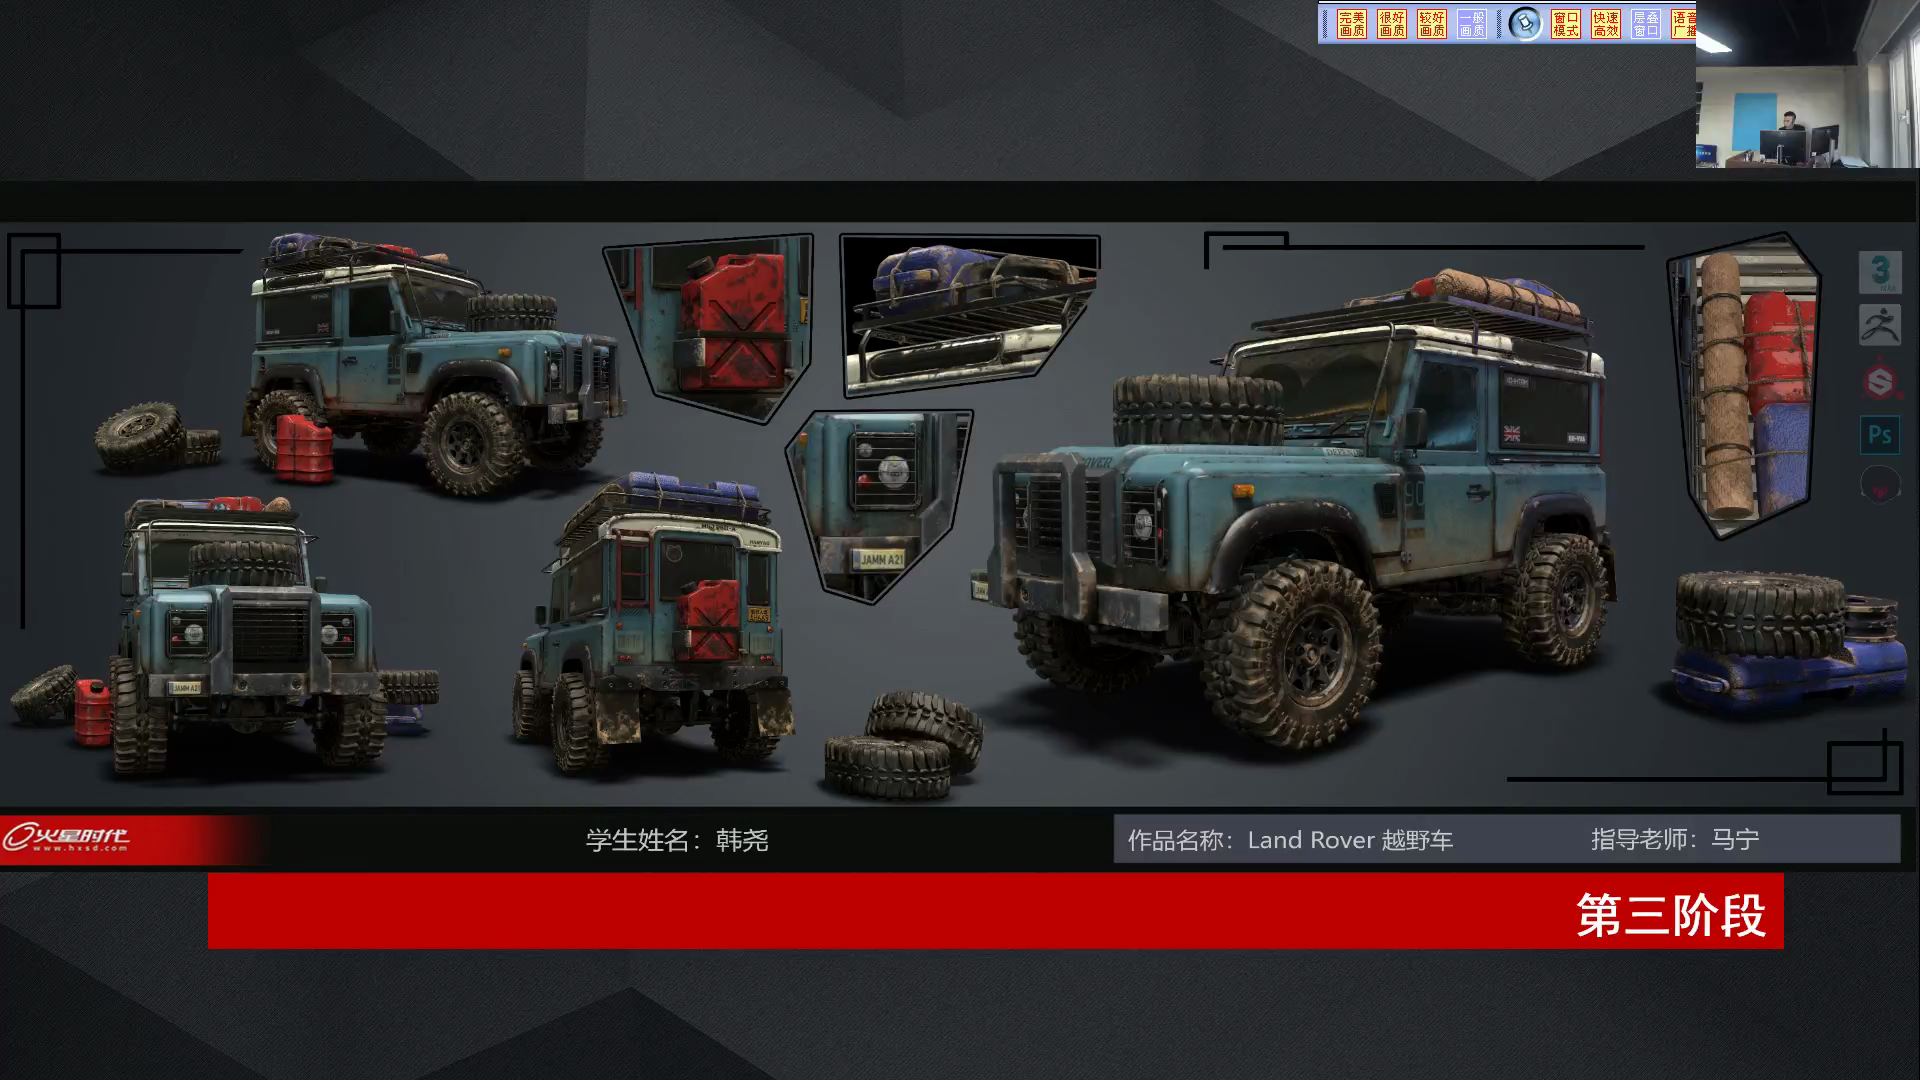 完美画质 很好画质 较好画质 一般画质 窗口模式 快速高效 层叠窗口 语音广播
3
Ps
JAMM A21
OVER
90
JAMM A21
火星时代
www.hxsd.com
学生姓名：韩尧
作品名称：Land Rover 越野车
指导老师：马宁
第三阶段